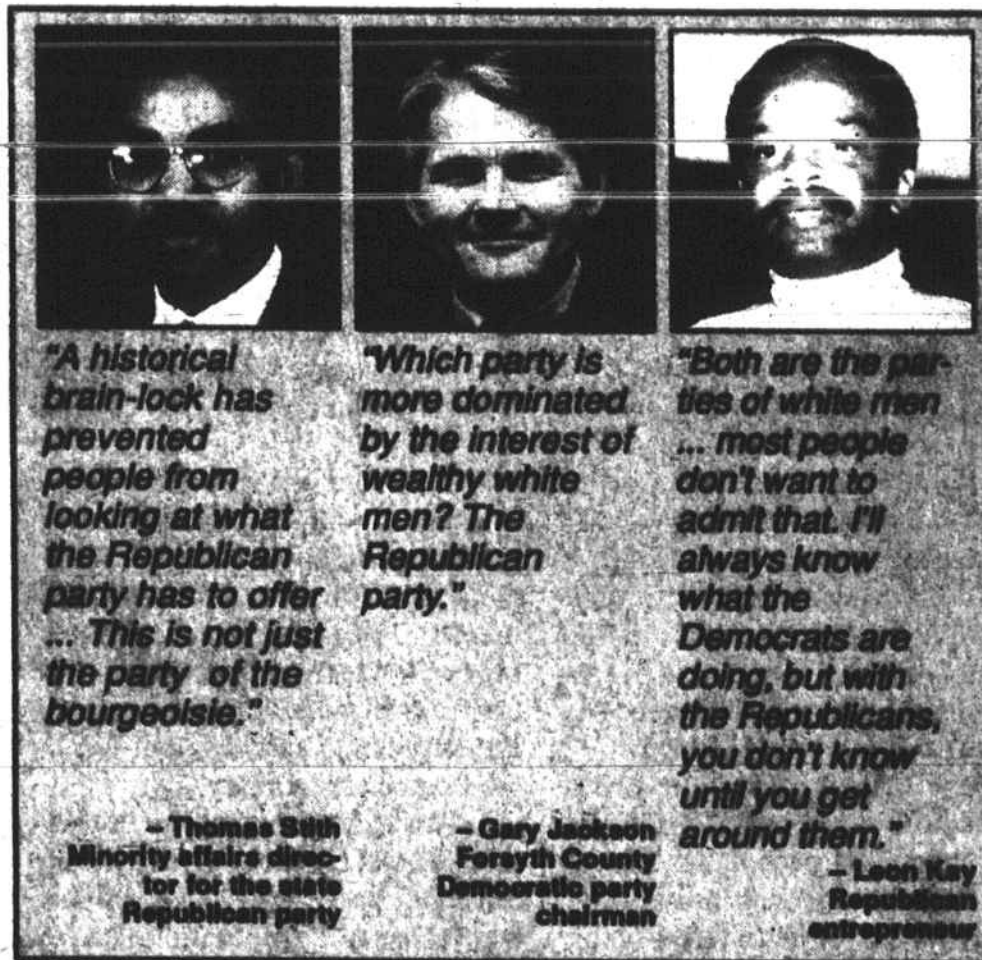 "A historical
brain-lock has
prevented
people from
looking at what
the Republican
party has to offer
... This is not just
the party of the
bourgeoisie."
– Thomas Stith
Minority affairs direc-
tor for the state
Republican party
"Which party is
more dominated
by the interest of
wealthy white
men? The
Republican
party."
– Gary Jackson
Forsyth County
Democratic party
chairman
"Both are the par-
ties of white men
... most people
don't want to
admit that. I'll
always know
what the
Democrats are
doing, but with
the Republicans,
you don't know
until you get
around them."
– Leon Kay
Republican
entrepreneur